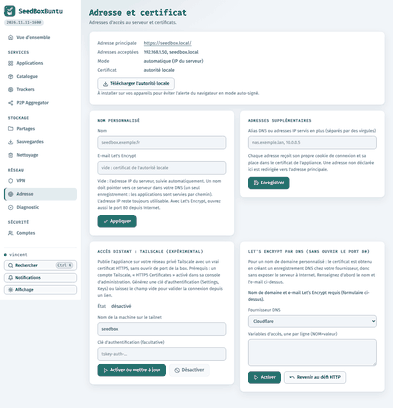 SeedBoxBuntu
Vue d'ensemble
SERVICES
Applications
Catalogue
Trackers
P2P Aggregator
STOCKAGE
Partages
Sauvegardes
Nettoyage
RÉSEAU
VPN
Adresse
Diagnostic
SÉCURITÉ
Comptes
vincent
Rechercher
Notifications
Affichage
Adresse et certificat
Adresses d'accès au serveur et certificats.
Adresse principale https://seedbox.local/
Adresses acceptées 192.168.1.50, seedbox.local
Mode automatique (IP du serveur)
Certificat autorité locale
Télécharger l'autorité locale
À installer sur vos appareils pour éviter l'alerte du navigateur en mode auto-signé.
NOM PERSONNALISÉ
Nom
seedbox.exemple.fr
E-mail Let's Encrypt
vide : certificat de l'autorité locale
Vide : l'adresse IP du serveur, suivie automatiquement. Un nom
doit pointer vers ce serveur dans votre DNS (un seul
enregistrement : les applications sont servies par chemin).
L'adresse IP reste toujours utilisable. Avec Let's Encrypt, ouvrez
aussi le port 80 depuis Internet.
Appliquer
ADRESSES SUPPLÉMENTAIRES
Alias DNS ou adresses IP servis en plus (séparés par des virgules)
nas.exemple.lan, 10.0.0.5
Chaque adresse reçoit son propre cookie de connexion et sa
place dans le certificat de l'appliance. Une adresse non déclarée
ici est redirigée vers l'adresse principale.
Enregistrer
ACCÈS DISTANT : TAILSCALE (EXPÉRIMENTAL)
Publie l'appliance sur votre réseau privé Tailscale avec un vrai
certificat HTTPS, sans ouvrir de port de la box. Prérequis : un
compte Tailscale, « HTTPS Certificates » activé dans sa console
d'administration. Générez une clé d'authentification (Settings,
Keys) ou laissez le champ vide pour valider la connexion depuis un
lien.
État désactivé
Nom de la machine sur le tailnet
seedbox
Clé d'authentification (facultative)
tskey-auth-...
Activer ou mettre à jour
Désactiver
LET'S ENCRYPT PAR DNS (SANS OUVRIR LE PORT 80)
Pour un nom de domaine personnalisé : le certificat est obtenu
en créant un enregistrement DNS chez votre fournisseur, donc
sans exposer le serveur à Internet. Renseignez d'abord le nom et
l'e-mail ci-dessus.
Nom de domaine et e-mail Let's Encrypt requis (formulaire ci-
dessus).
Fournisseur DNS
Cloudflare
Variables d'accès, une par ligne (NOM=valeur)
Activer
Revenir au défi HTTP